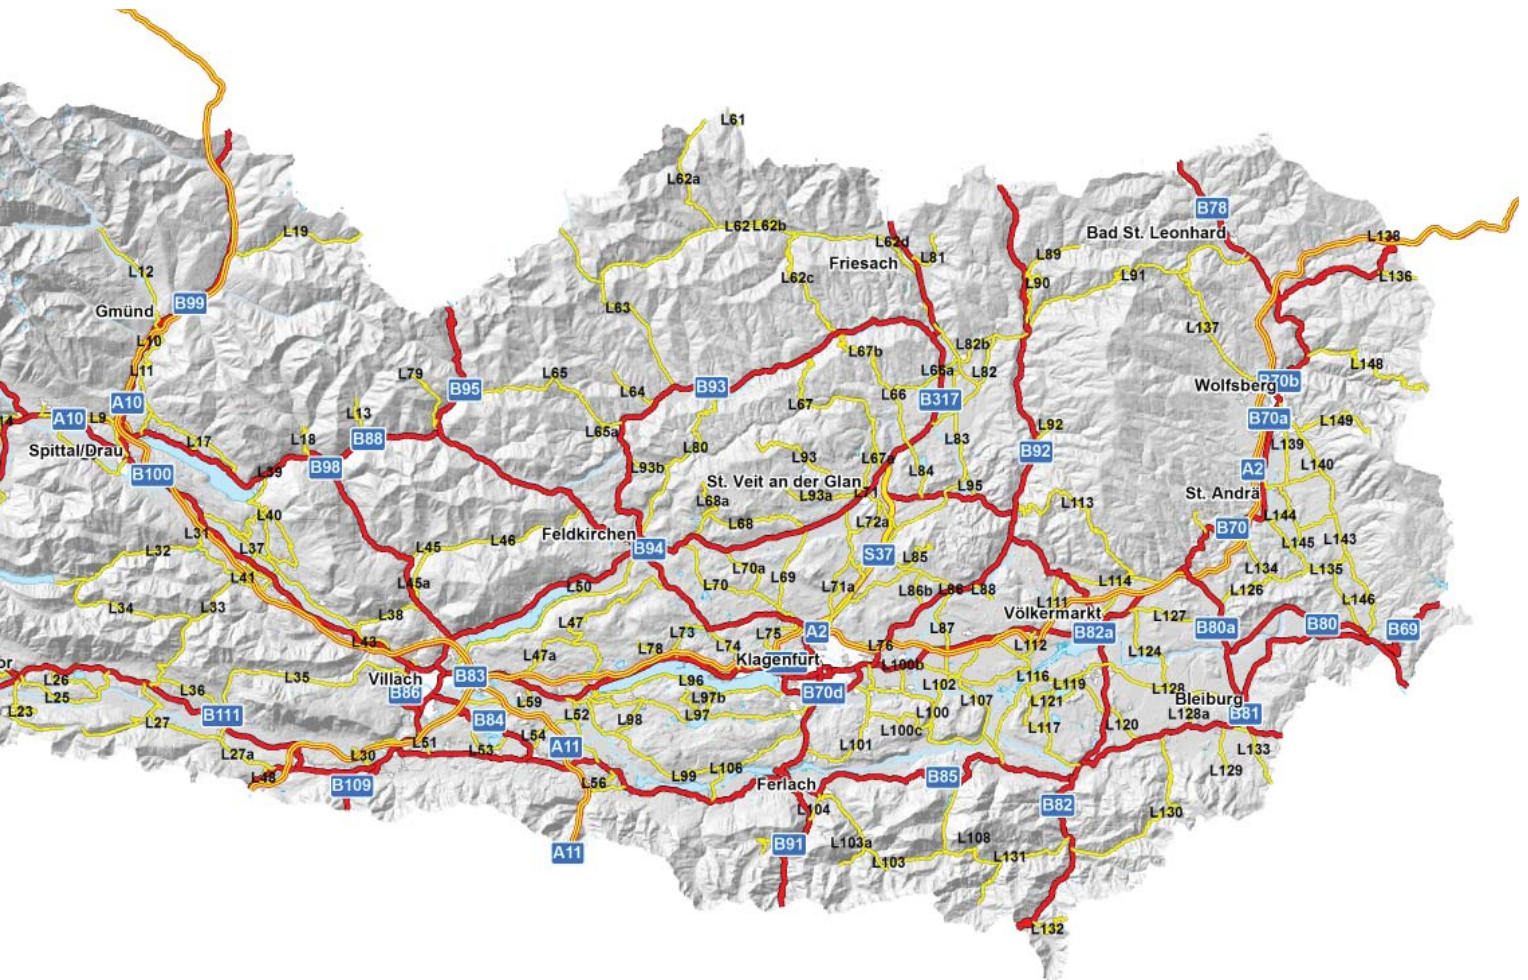 L61
L62a
B78
L62
L62b
Bad St. Leonhard
L19
L138
L62d
Friesach
L81
L89
L12
L91
L136
L62c
L90
B99
Gmünd
L63
L137
L10
L67b
L82b
L148
L11
L79
L65
L66a
L82
B70b
Wolfsberg
B95
L64
B93
L66
A10
L67
B317
L13
A10
L9
L65a
L92
B70a
L149
L18
B88
L17
L83
L139
Spittal/Drau
L80
B92
L93
L67a
L140
B98
L93b
L84
A2
B100
L39
St. Veit an der Glan
L95
L93a
L71
St. Andrä
L68a
L113
L40
L68
L72a
L144
B70
L31
Feldkirchen
L46
L143
L145
L37
L45
B94
S37
L32
L85
L70a
L134
L135
L41
L45a
L50
L70
L69
L71a
L86b
L86
L88
L114
L126
L34
L33
L111
L146
L38
Völkermarkt
L127
L47
L73
L75
A2
L87
B82a
B80a
B80
B69
L43
L78
L74
L76
L112
L47a
Klagenfurt
L100b
L124
L26
L35
Villach
B83
L96
L116
L25
L36
B86
B70d
L102
L119
L128
L97b
L107
L121
Bleiburg
L23
L59
L27
B111
B84
L52
L98
L97
L100
L128a
B81
L117
L120
L54
L100c
L51
L53
A11
L101
L133
L27a
L30
L106
L129
L48
B109
L56
L99
Ferlach
B85
B82
L104
L130
B91
L103a
L108
A11
L103
L131
L132